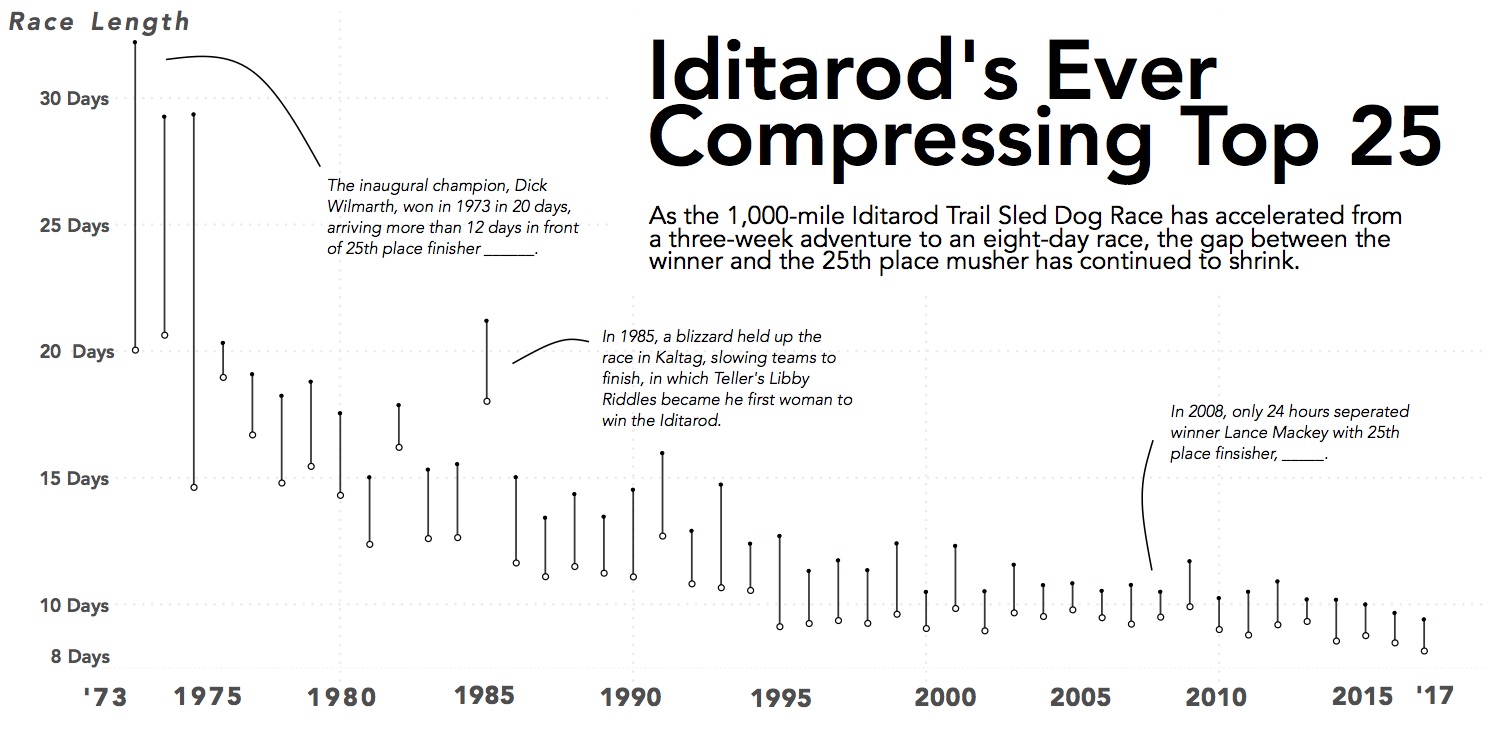 Race Length
Iditarod's Ever
Compressing Top 25
As the 1,000-mile Iditarod Trail Sled Dog Race has accelerated from
a three-week adventure to an eight-day race, the gap between the
winner and the 25th place musher has continued to shrink.
30 Days
25 Days
20 Days
15 Days
10 Days
8 Days
The inaugural champion, Dick
Wilmarth, won in 1973 in 20 days,
arriving more than 12 days in front
of 25th place finisher ______.
In 1985, a blizzard held up the
race in Kaltag, slowing teams to
finish, in which Teller's Libby
Riddles became he first woman to
win the Iditarod.
In 2008, only 24 hours seperated
winner Lance Mackey with 25th
place finsisher, _____.
'73 1975 1980 1985 1990 1995 2000 2005 2010 2015 '17